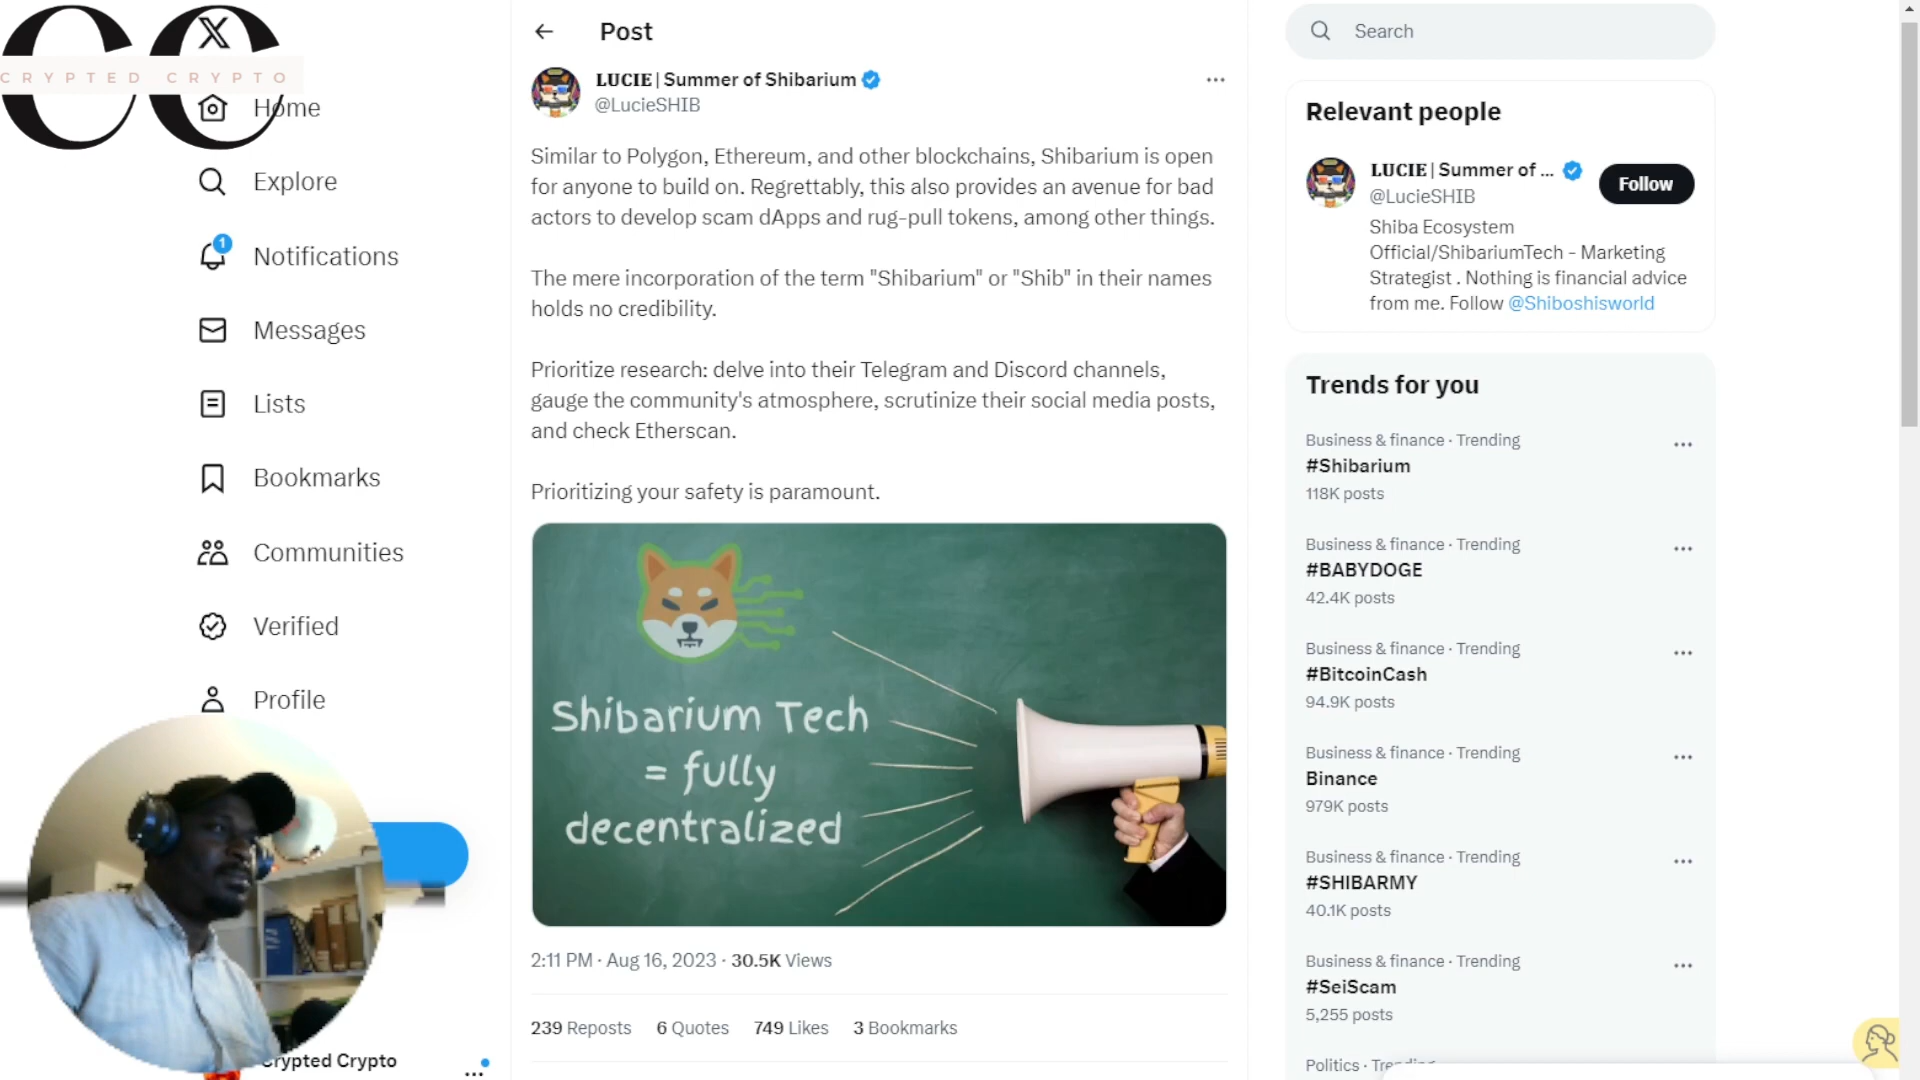 CRYPTED CRYPTO
Home
Explore
1
Notifications
Messages
Lists
Bookmarks
Communities
Verified
Profile
Crypted Crypto
Post
LUCIE | Summer of Shibarium
@LucieSHIB
Similar to Polygon, Ethereum, and other blockchains, Shibarium is open
for anyone to build on. Regrettably, this also provides an avenue for bad
actors to develop scam dApps and rug-pull tokens, among other things.
The mere incorporation of the term "Shibarium" or "Shib" in their names
holds no credibility.
Prioritize research: delve into their Telegram and Discord channels,
gauge the community's atmosphere, scrutinize their social media posts,
and check Etherscan.
Prioritizing your safety is paramount.
Shibarium Tech
= fully
decentralized
2:11 PM · Aug 16, 2023 · 30.5K Views
239 Reposts 6 Quotes 749 Likes 3 Bookmarks
Search
Relevant people
LUCIE | Summer of ...
@LucieSHIB
Follow
Shiba Ecosystem
Official/ShibariumTech - Marketing
Strategist . Nothing is financial advice
from me. Follow @Shiboshisworld
Trends for you
Business & finance · Trending
#Shibarium
118K posts
Business & finance · Trending
#BABYDOGE
42.4K posts
Business & finance · Trending
#BitcoinCash
94.9K posts
Business & finance · Trending
Binance
979K posts
Business & finance · Trending
#SHIBARMY
40.1K posts
Business & finance · Trending
#SeiScam
5,255 posts
Politics · Trending